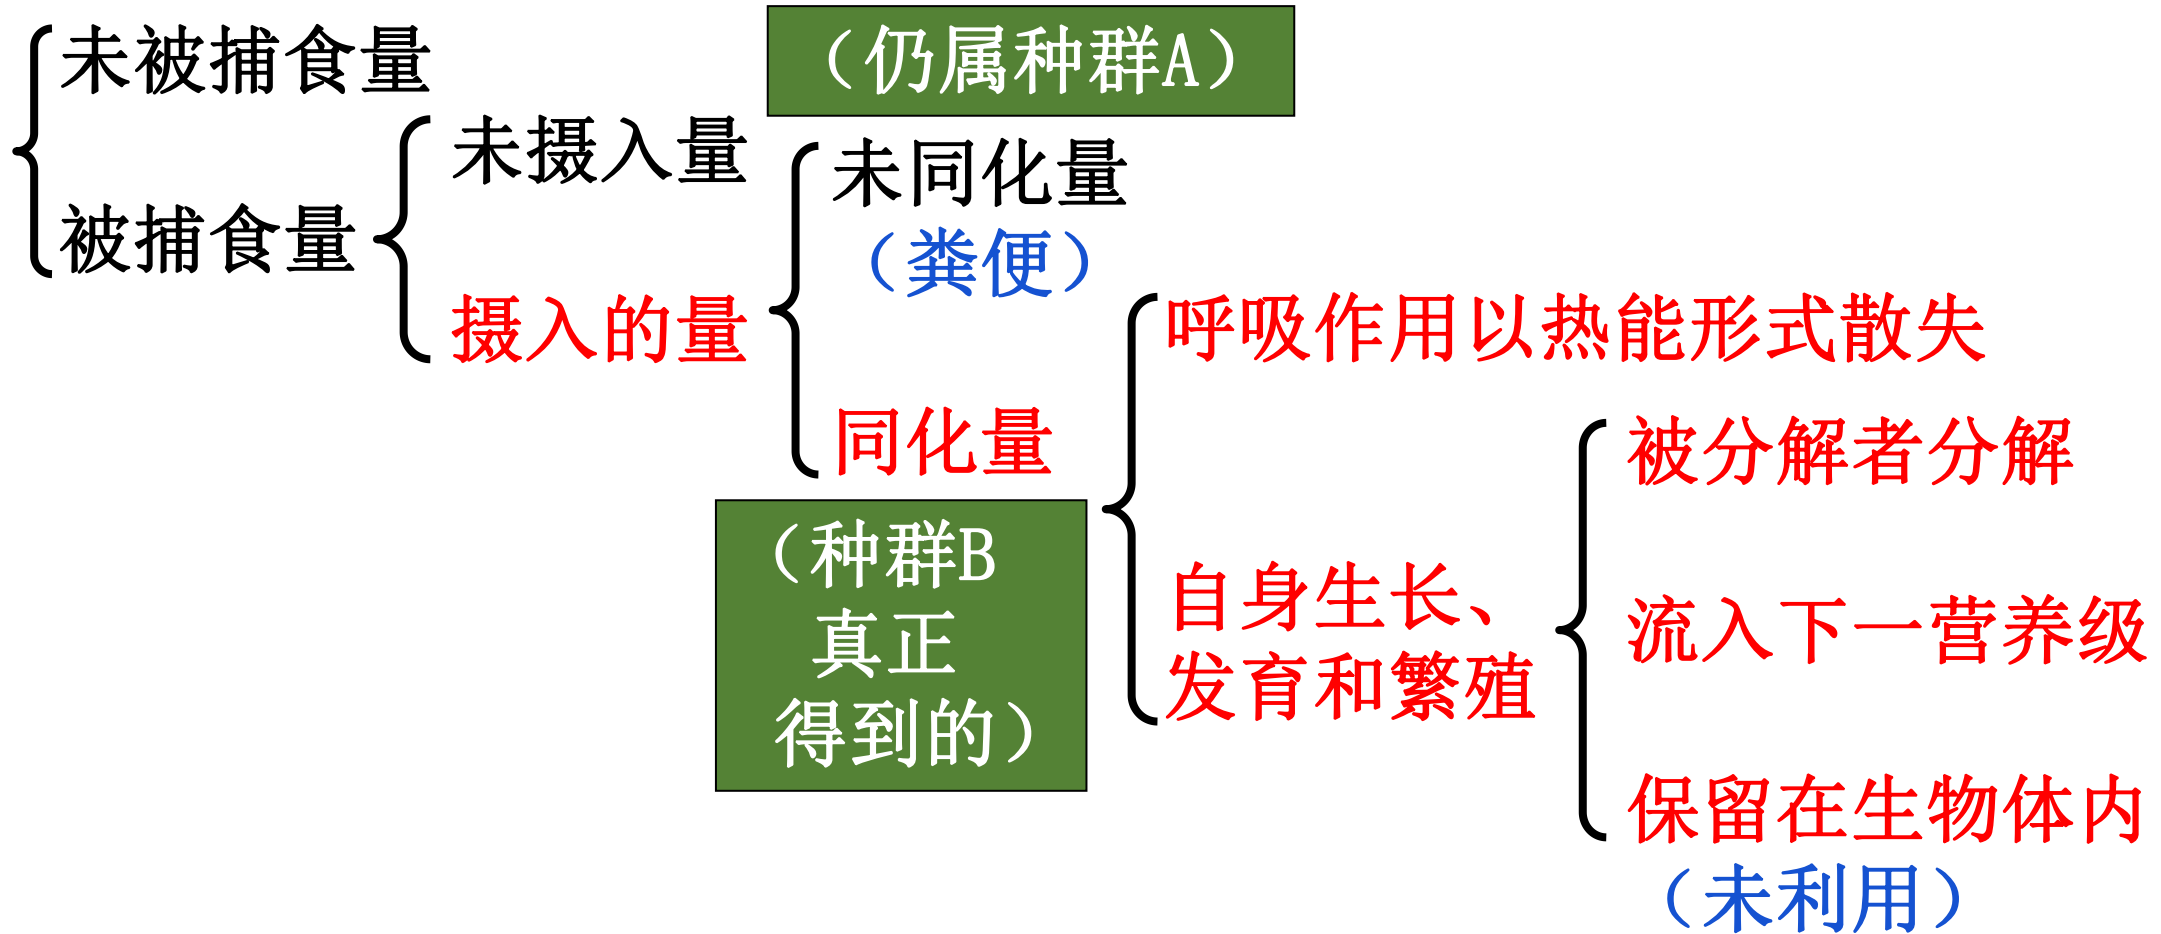 未被捕食量
（仍属种群A）
被捕食量
未摄入量
摄入的量
未同化量
（粪便）
同化量
（种群B
真正
得到的）
呼吸作用以热能形式散失
自身生长、
发育和繁殖
被分解者分解
流入下一营养级
保留在生物体内
（未利用）